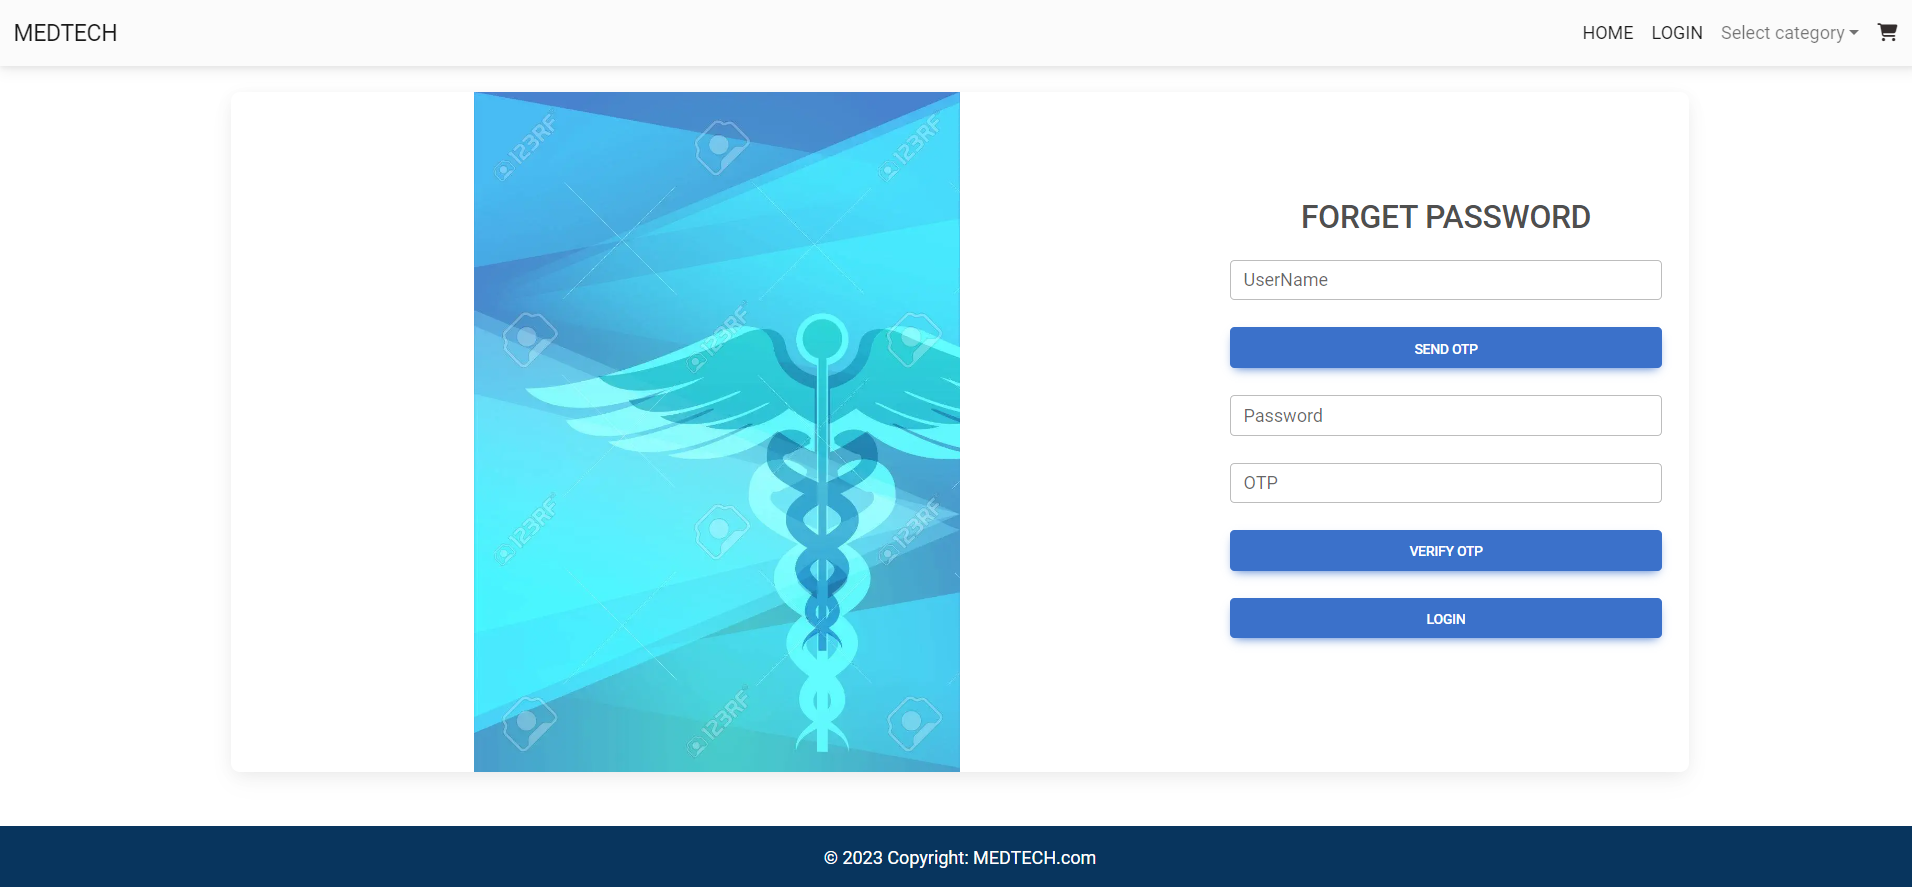 MEDTECH
HOME LOGIN Select category
123RF
123RF
FORGET PASSWORD
UserName
123RF
SEND OTP
Password
OTP
123RF
123RF
VERIFY OTP
LOGIN
123RF
© 2023 Copyright: MEDTECH.com